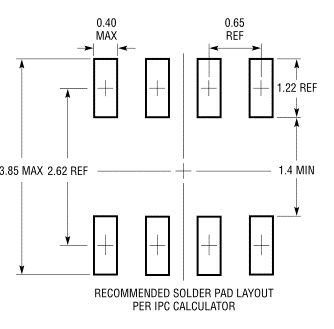 0.40
MAX
0.65
REF
1.22 REF
3.85 MAX 2.62 REF
1.4 MIN
RECOMMENDED SOLDER PAD LAYOUT
PER IPC CALCULATOR